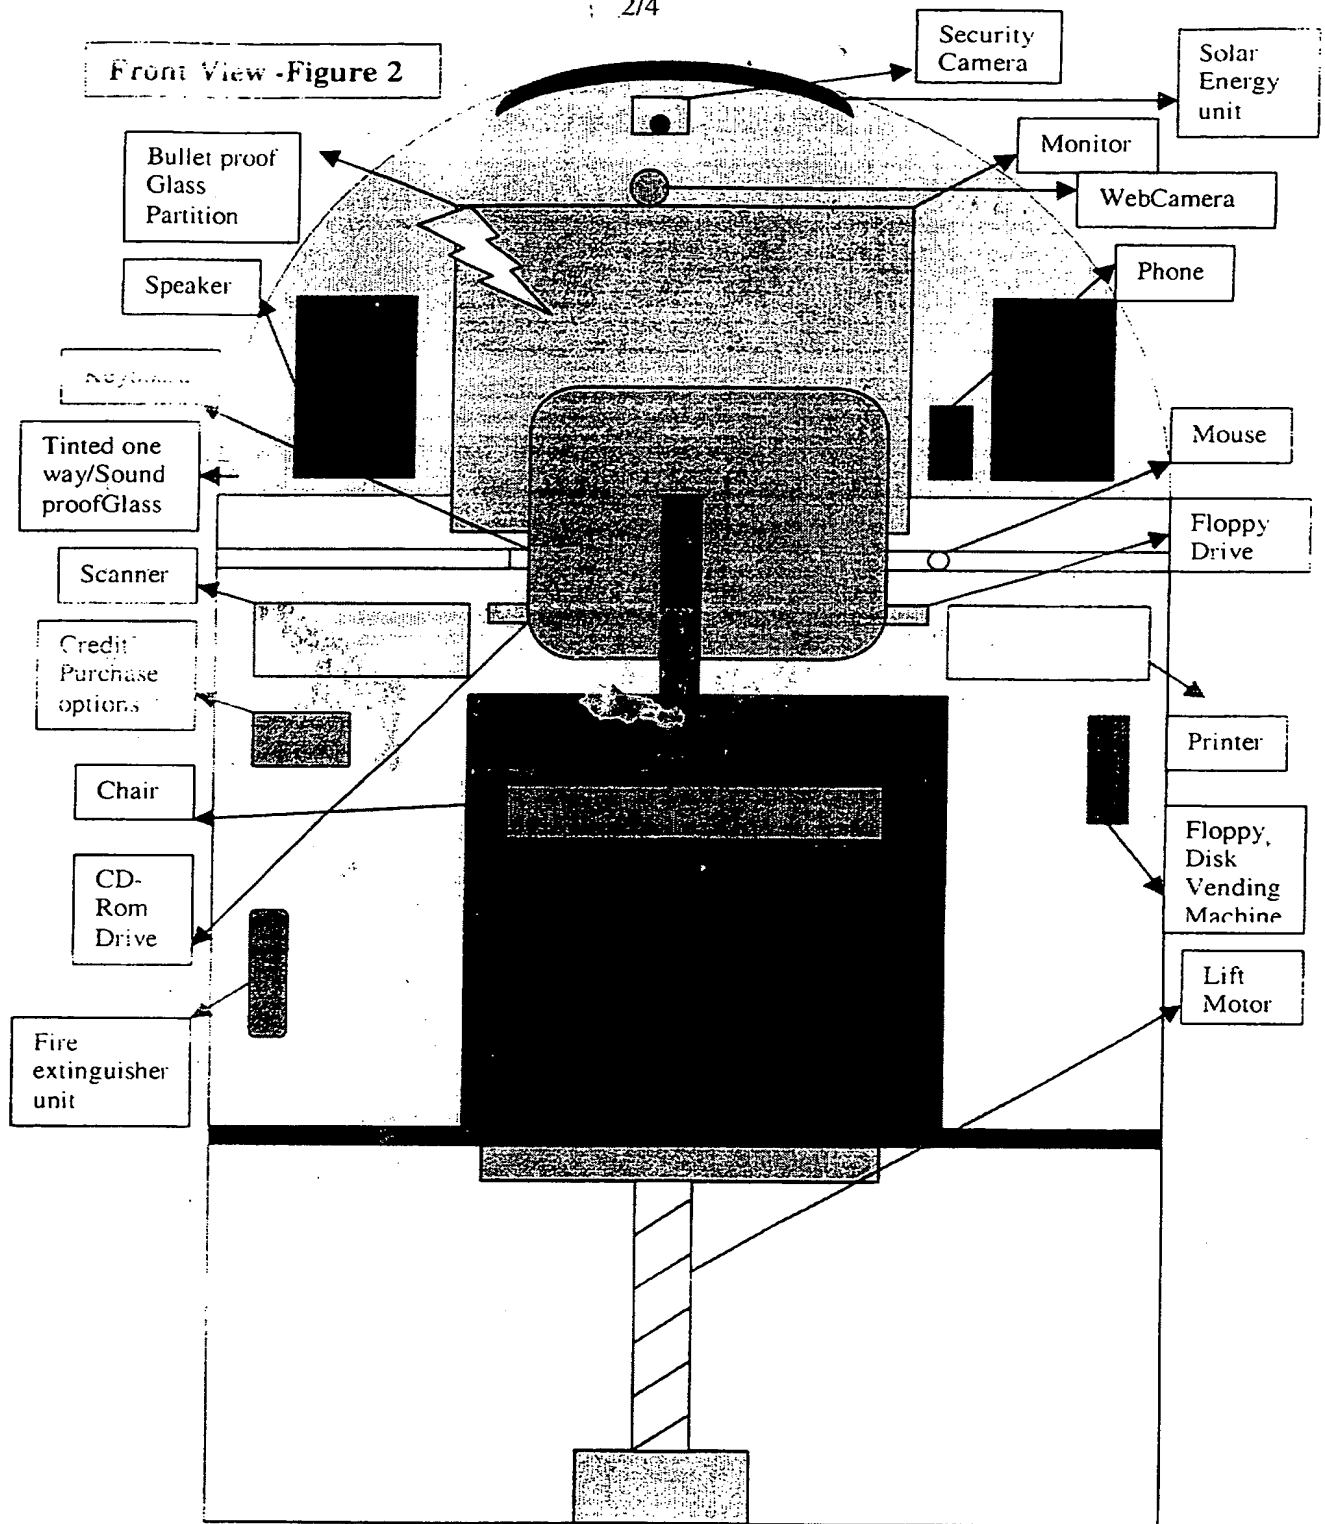 2/4
Front View -Figure 2
Security
Camera
Solar
Energy
unit
Bullet proof
Glass
Partition
Monitor
WebCamera
Speaker
Phone
Keyboard
Tinted one
way/Sound
proofGlass
Mouse
Floppy
Drive
Scanner
Credit
Purchase
options
Printer
Chair
Floppy
Disk
Vending
Machine
CD-
Rom
Drive
Lift
Motor
Fire
extinguisher
unit